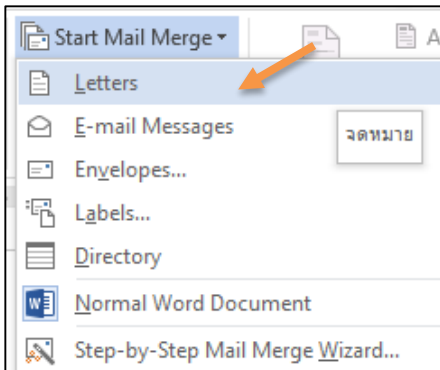 Start Mail Merge
A
Letters
E-mail Messages
จดหมาย
Envelopes...
Labels...
Directory
Normal Word Document
Step-by-Step Mail Merge Wizard...